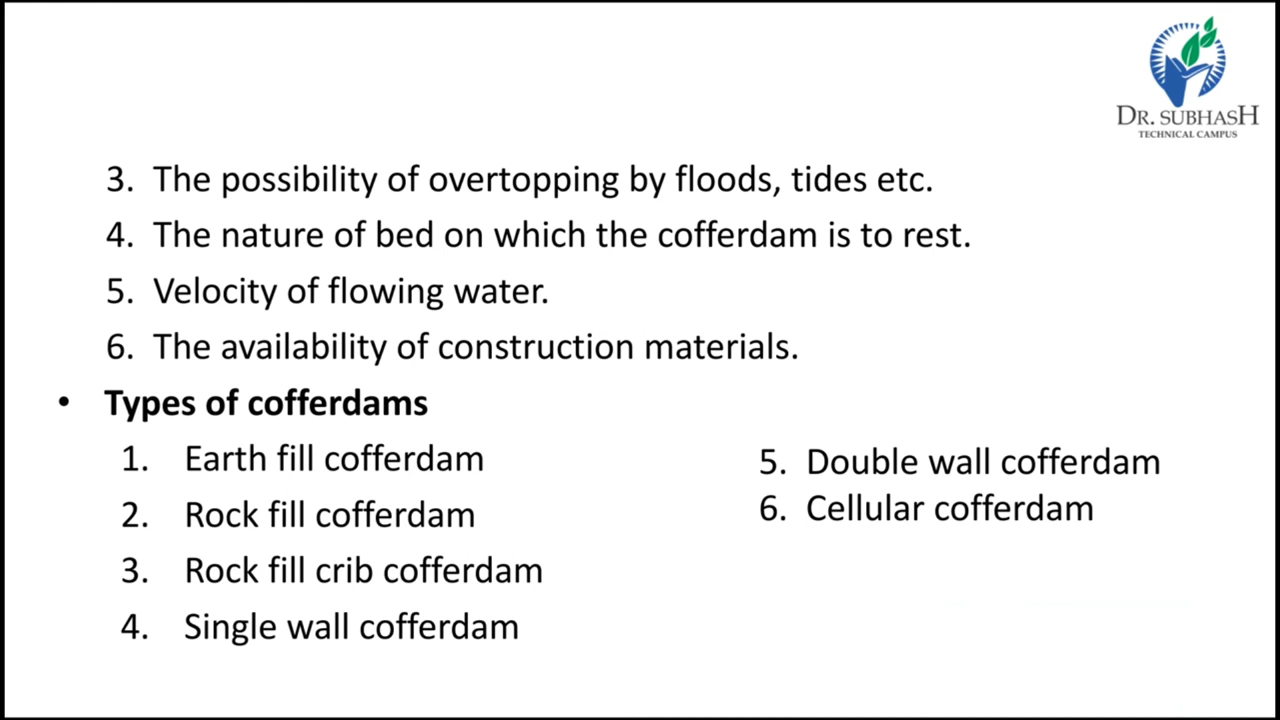 DR. SUBHASH
TECHNICAL CAMPUS
3. The possibility of overtopping by floods, tides etc.
4. The nature of bed on which the cofferdam is to rest.
5. Velocity of flowing water.
6. The availability of construction materials.
• Types of cofferdams
1. Earth fill cofferdam
2. Rock fill cofferdam
3. Rock fill crib cofferdam
4. Single wall cofferdam
5. Double wall cofferdam
6. Cellular cofferdam